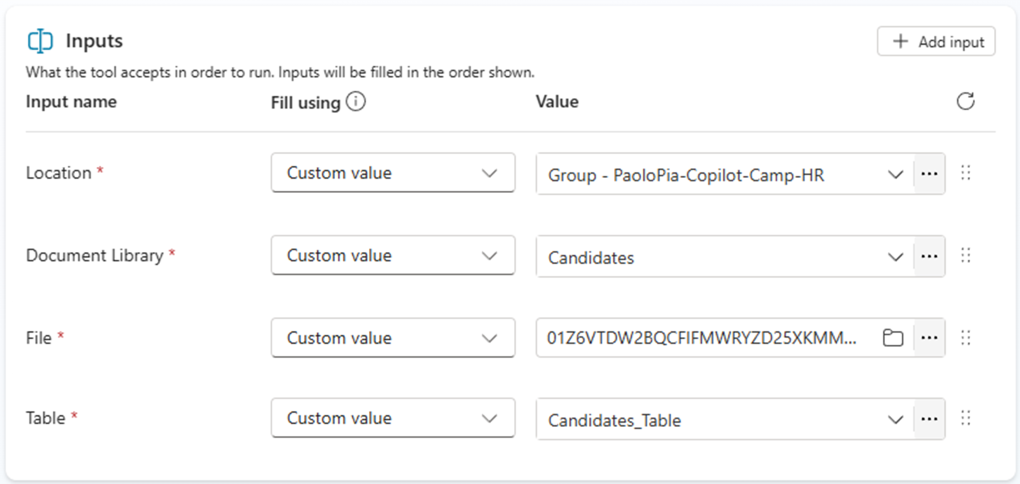 Inputs
Add input
What the tool accepts in order to run. Inputs will be filled in the order shown.
Input name Fill using Value
Location * Custom value Group - PaoloPia-Copilot-Camp-HR
Document Library * Custom value Candidates
File * Custom value 01Z6VTDW2BQCFIFMWRYZD25XKMM...
Table * Custom value Candidates_Table